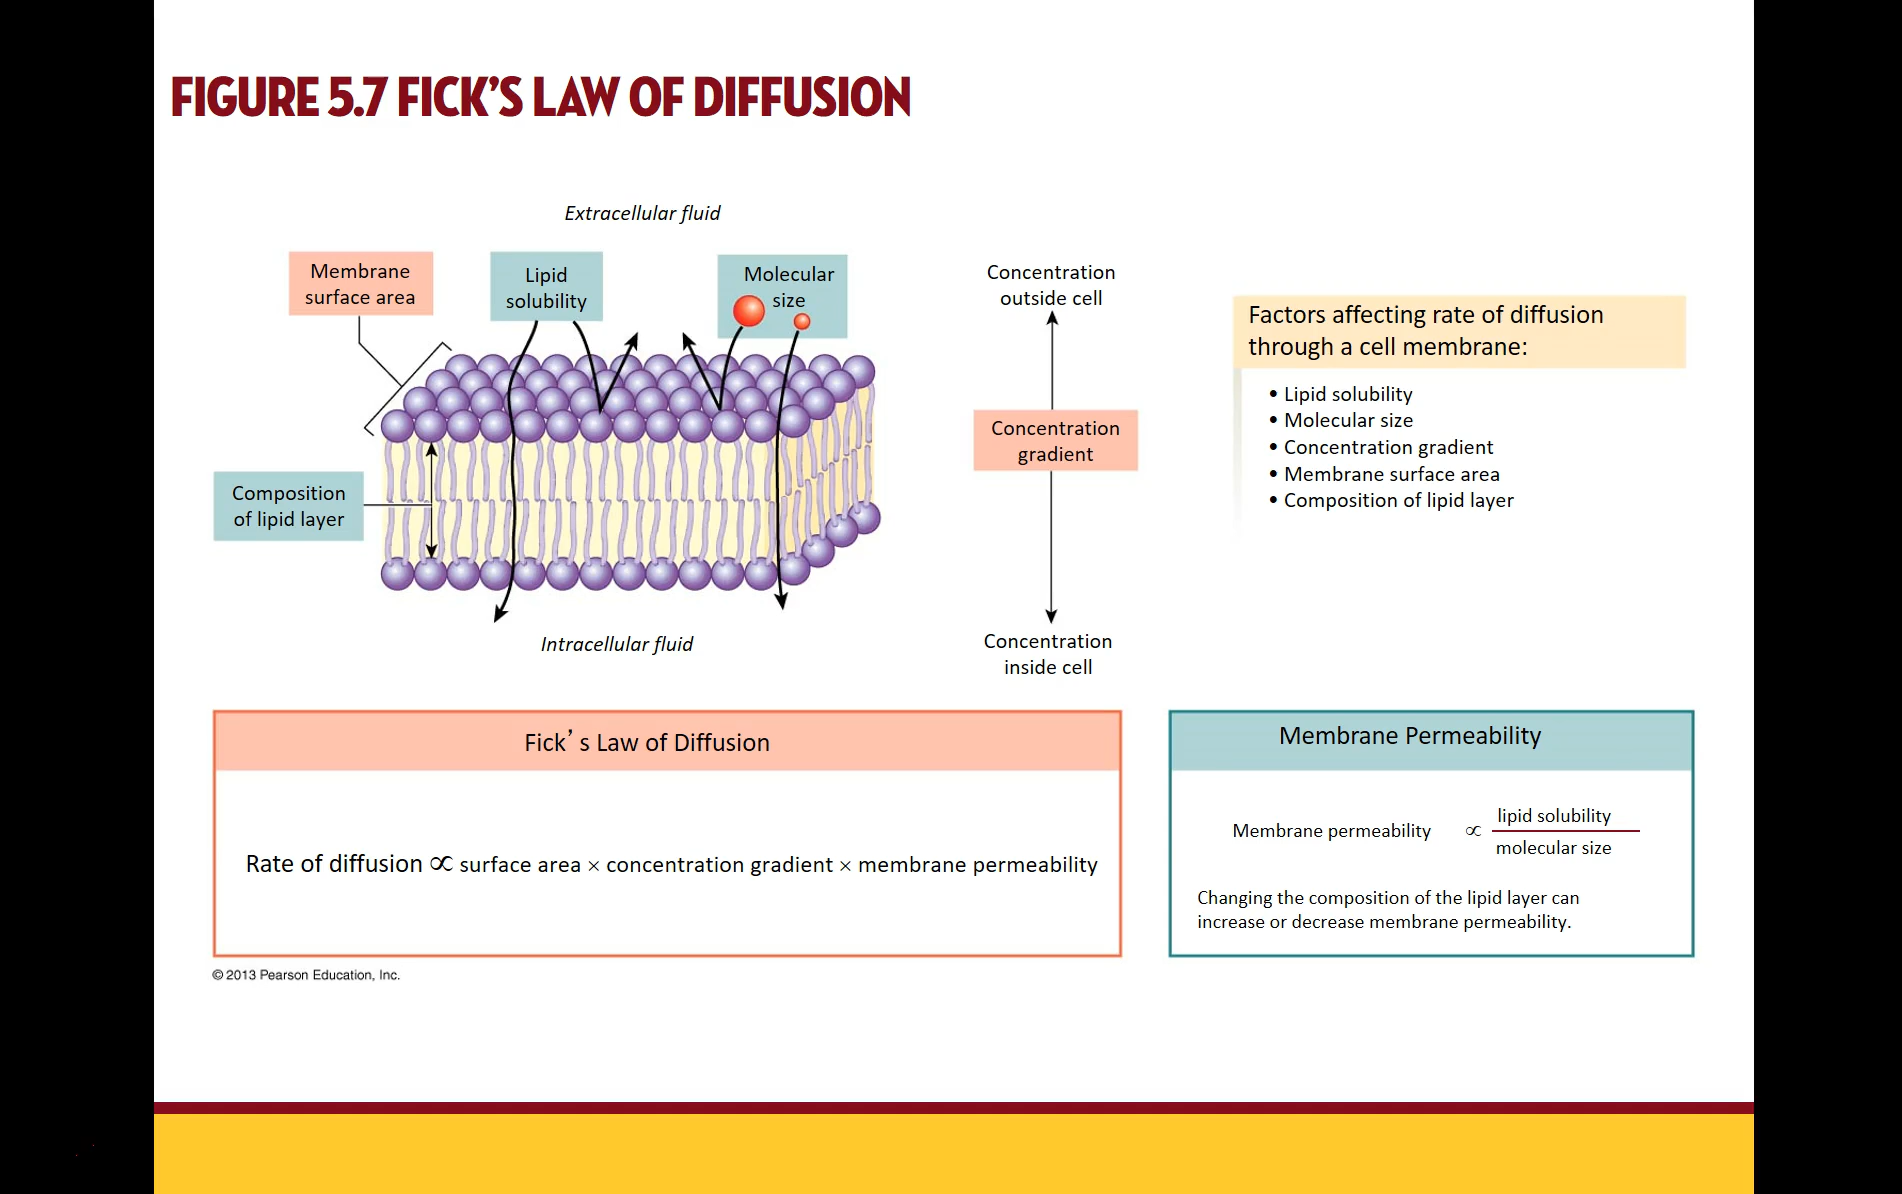 FIGURE 5.7 FICK'S LAW OF DIFFUSION
Extracellular fluid
Membrane
surface area
Lipid
solubility
Molecular
size
Composition
of lipid layer
Intracellular fluid
Concentration
outside cell
Concentration
gradient
Concentration
inside cell
Factors affecting rate of diffusion
through a cell membrane:
• Lipid solubility
• Molecular size
• Concentration gradient
• Membrane surface area
• Composition of lipid layer
Fick’ s Law of Diffusion
Rate of diffusion ∝ surface area × concentration gradient × membrane permeability
Membrane Permeability
Membrane permeability ∝
lipid solubility
molecular size
Changing the composition of the lipid layer can
increase or decrease membrane permeability.
© 2013 Pearson Education, Inc.